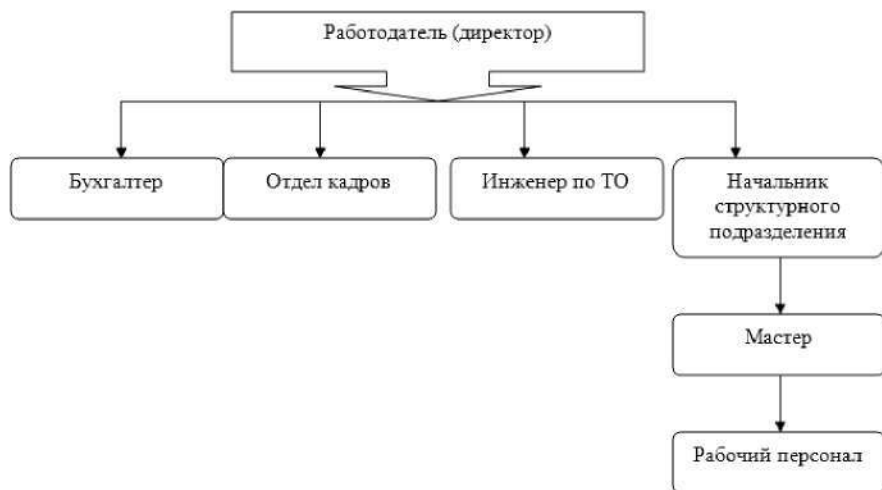 Работодатель (директор)
Бухгалтер
Отдел кадров
Инженер по ТО
Начальник
структурного
подразделения
Мастер
Рабочий персонал